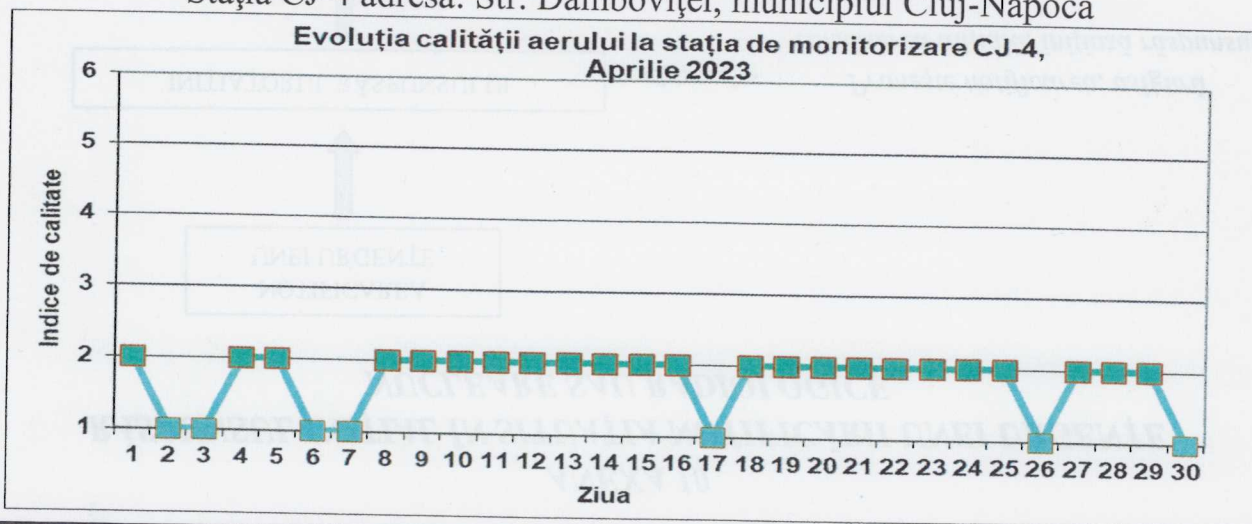 Stația CJ-4 adresa: Str. Dâmboviței, municipiul Cluj-Napoca
Evoluția calității aerului la stația de monitorizare CJ-4,
Aprilie 2023
6
5
4
3
2
1
Indice de calitate
1 2 3 4 5 6 7 8 9 10 11 12 13 14 15 16 17 18 19 20 21 22 23 24 25 26 27 28 29 30
Ziua